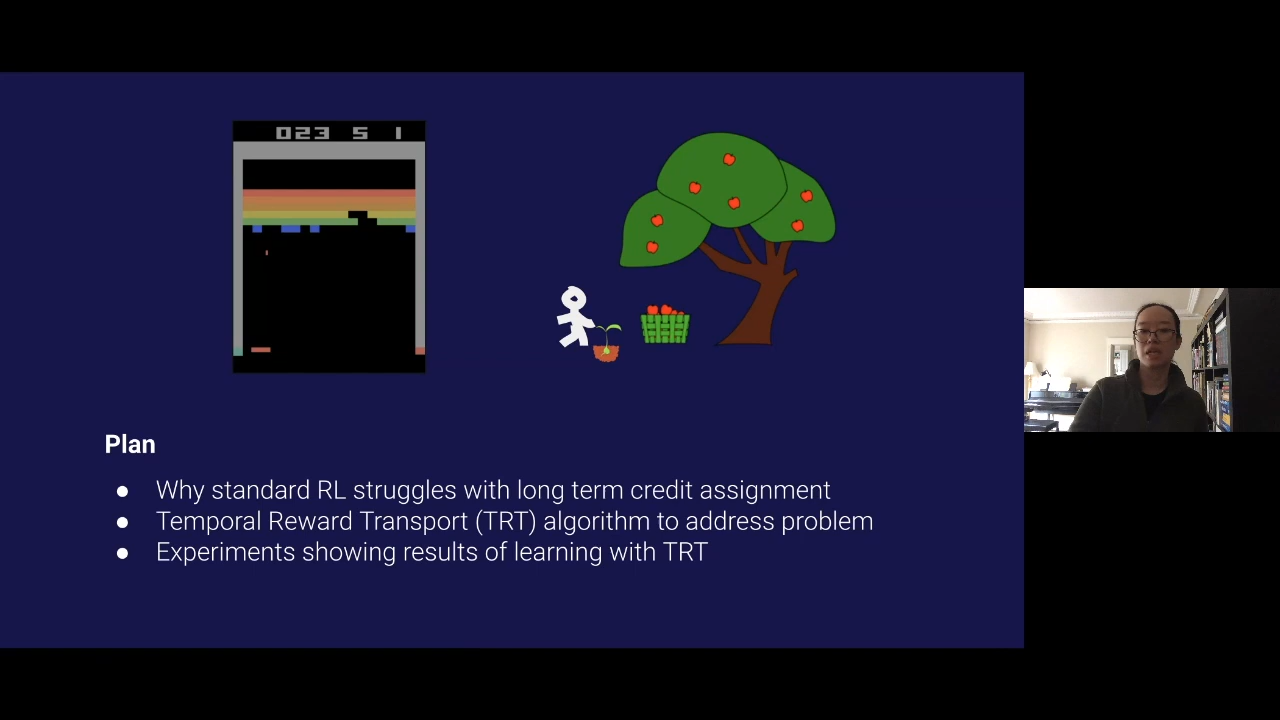 023 5 1
Plan
● Why standard RL struggles with long term credit assignment
● Temporal Reward Transport (TRT) algorithm to address problem
● Experiments showing results of learning with TRT